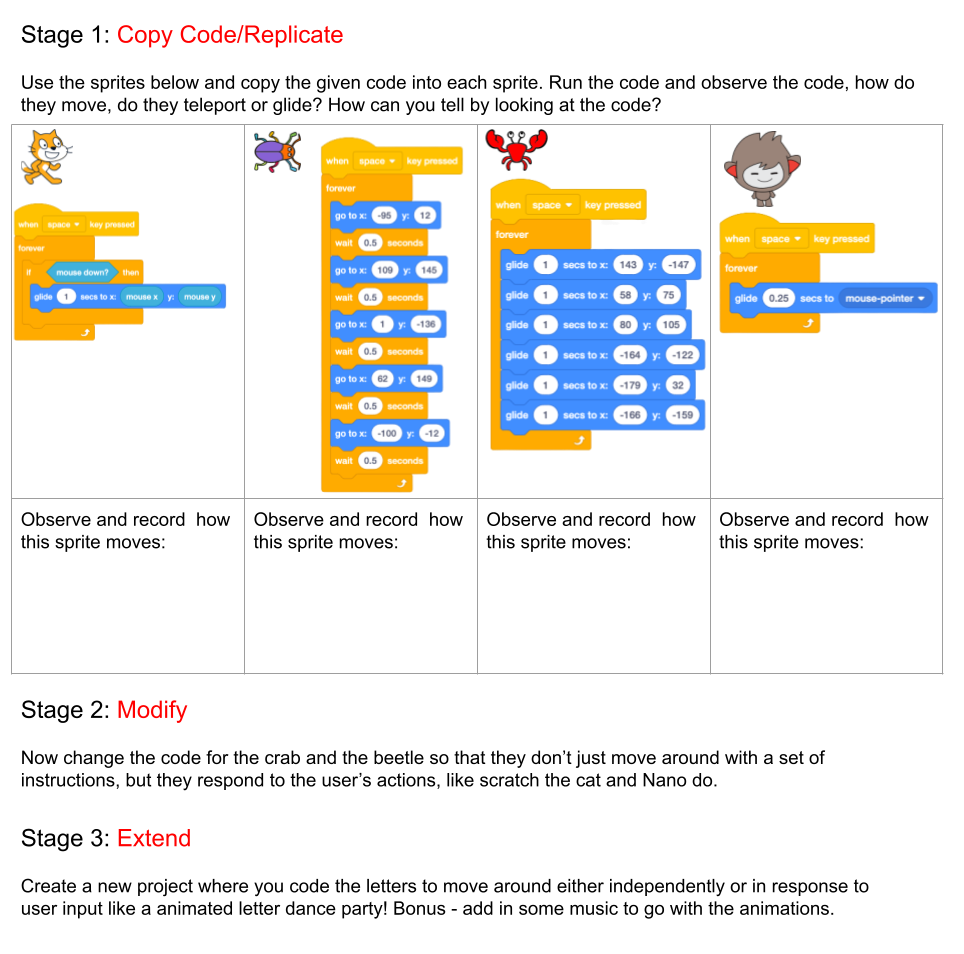 Stage 1: Copy Code/Replicate
Use the sprites below and copy the given code into each sprite. Run the code and observe the code, how do
they move, do they teleport or glide? How can you tell by looking at the code?
when space key pressed
forever
if mouse down? then
glide 1 secs to x: mouse x y: mouse y
when space key pressed
forever
go to x: -95 y: 12
wait 0.5 seconds
go to x: 109 y: 145
wait 0.5 seconds
go to x: 1 y: -136
wait 0.5 seconds
go to x: 62 y: 149
wait 0.5 seconds
go to x: -100 y: -12
wait 0.5 seconds
when space key pressed
forever
glide 1 secs to x: 143 y: -147
glide 1 secs to x: 58 y: 75
glide 1 secs to x: 80 y: 105
glide 1 secs to x: -164 y: -122
glide 1 secs to x: -179 y: 32
glide 1 secs to x: -166 y: -159
when space key pressed
forever
glide 0.25 secs to mouse-pointer
Observe and record how
this sprite moves:
Observe and record how
this sprite moves:
Observe and record how
this sprite moves:
Observe and record how
this sprite moves:
Stage 2: Modify
Now change the code for the crab and the beetle so that they don’t just move around with a set of
instructions, but they respond to the user’s actions, like scratch the cat and Nano do.
Stage 3: Extend
Create a new project where you code the letters to move around either independently or in response to
user input like a animated letter dance party! Bonus - add in some music to go with the animations.